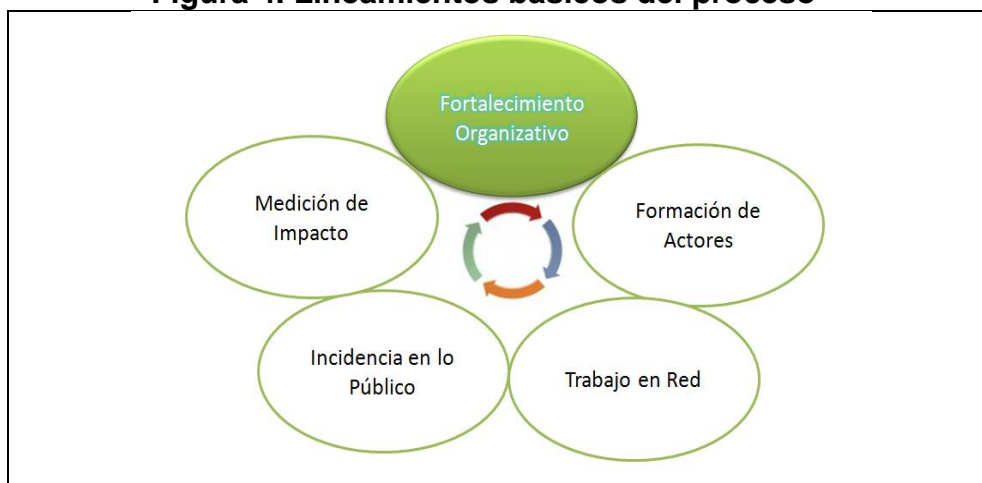 Figura 4. Lineamientos básicos del proceso
Fortalecimiento
Organizativo
Medición de
Impacto
Formación de
Actores
Incidencia en lo
Público
Trabajo en Red